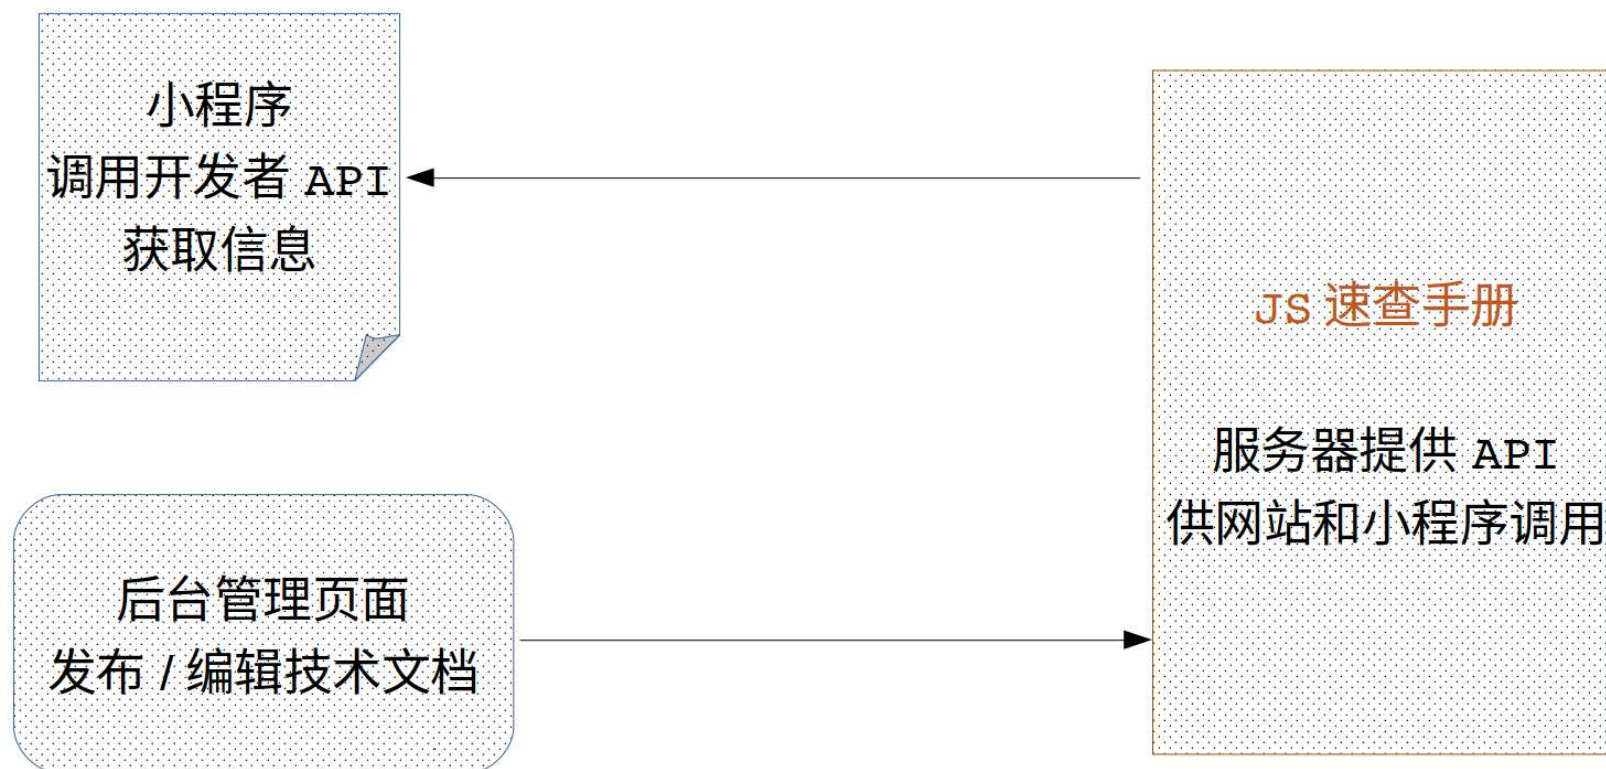 小程序
调用开发者 API
获取信息
JS 速查手册
服务器提供 API
供网站和小程序调用
后台管理页面
发布 / 编辑技术文档